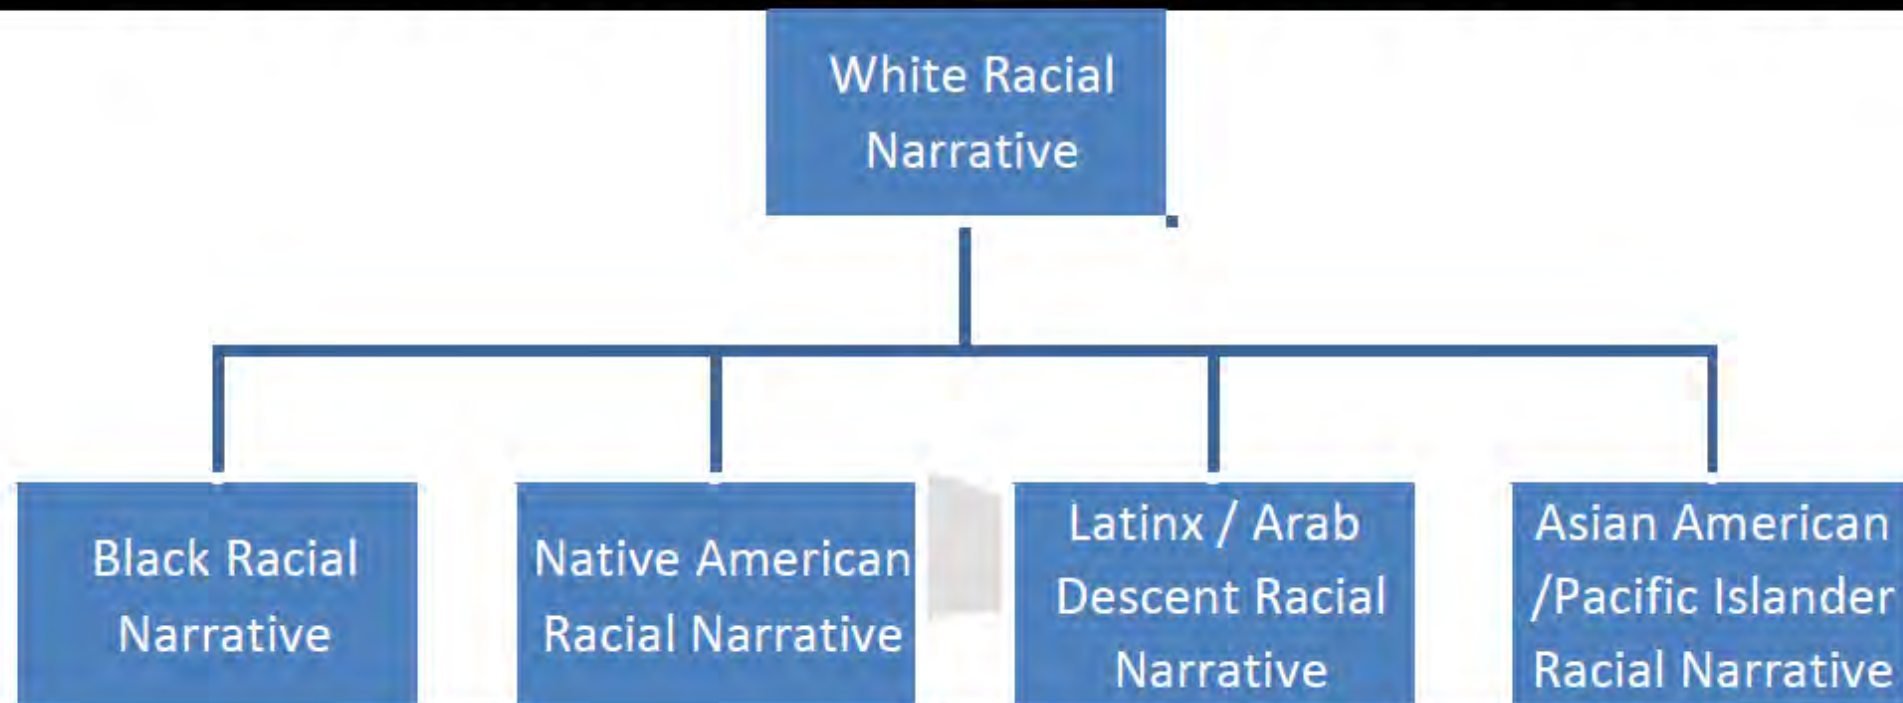 White Racial
Narrative
Black Racial
Narrative
Native American
Racial Narrative
Latinx / Arab
Descent Racial
Narrative
Asian American
/Pacific Islander
Racial Narrative